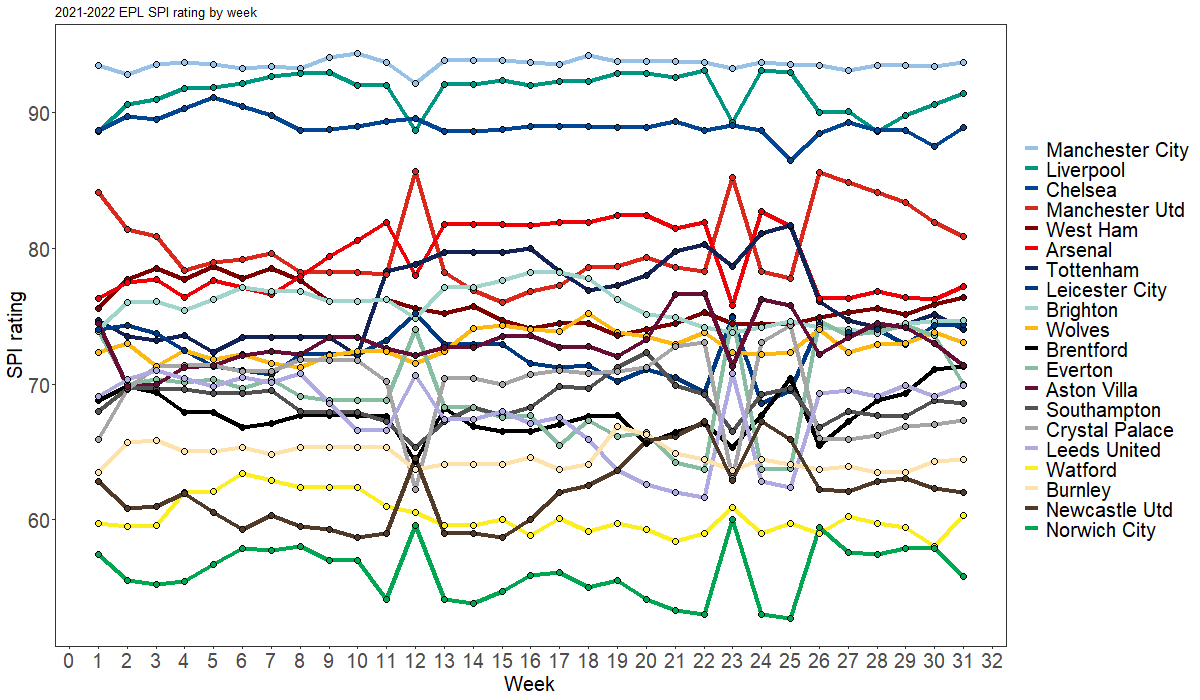 2021-2022 EPL SPI rating by week
SPI rating
90
80
70
60
0 1 2 3 4 5 6 7 8 9 10 11 12 13 14 15 16 17 18 19 20 21 22 23 24 25 26 27 28 29 30 31 32
Week
Manchester City
Liverpool
Chelsea
Manchester Utd
West Ham
Arsenal
Tottenham
Leicester City
Brighton
Wolves
Brentford
Everton
Aston Villa
Southampton
Crystal Palace
Leeds United
Watford
Burnley
Newcastle Utd
Norwich City